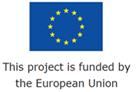 This project is funded by
the European Union